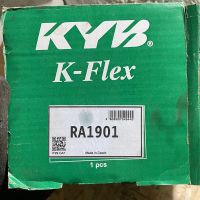 KYB®
K-Flex
RA1901
Made in Czech
1 pcs